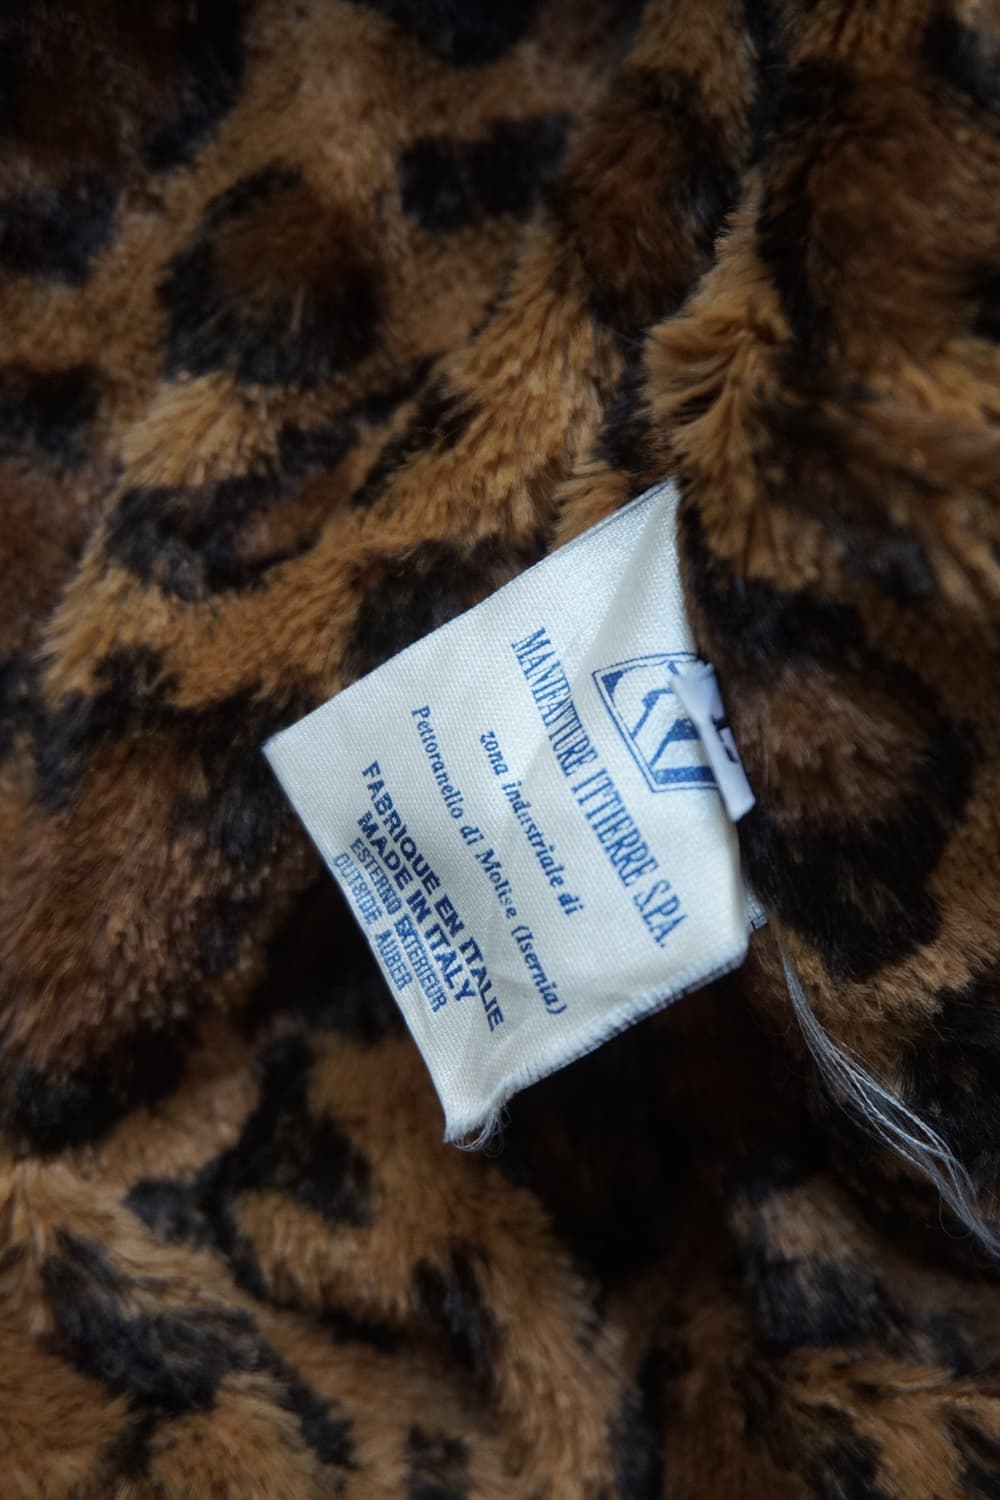 MANIFATTURE ITTIERRE S.P.A.
zona industriale di
Pettoranello di Molise (Isernia)
FABRIQUE EN ITALIE
MADE IN ITALY
ESTERNO EXTERIEUR
OUTSIDE AUBER